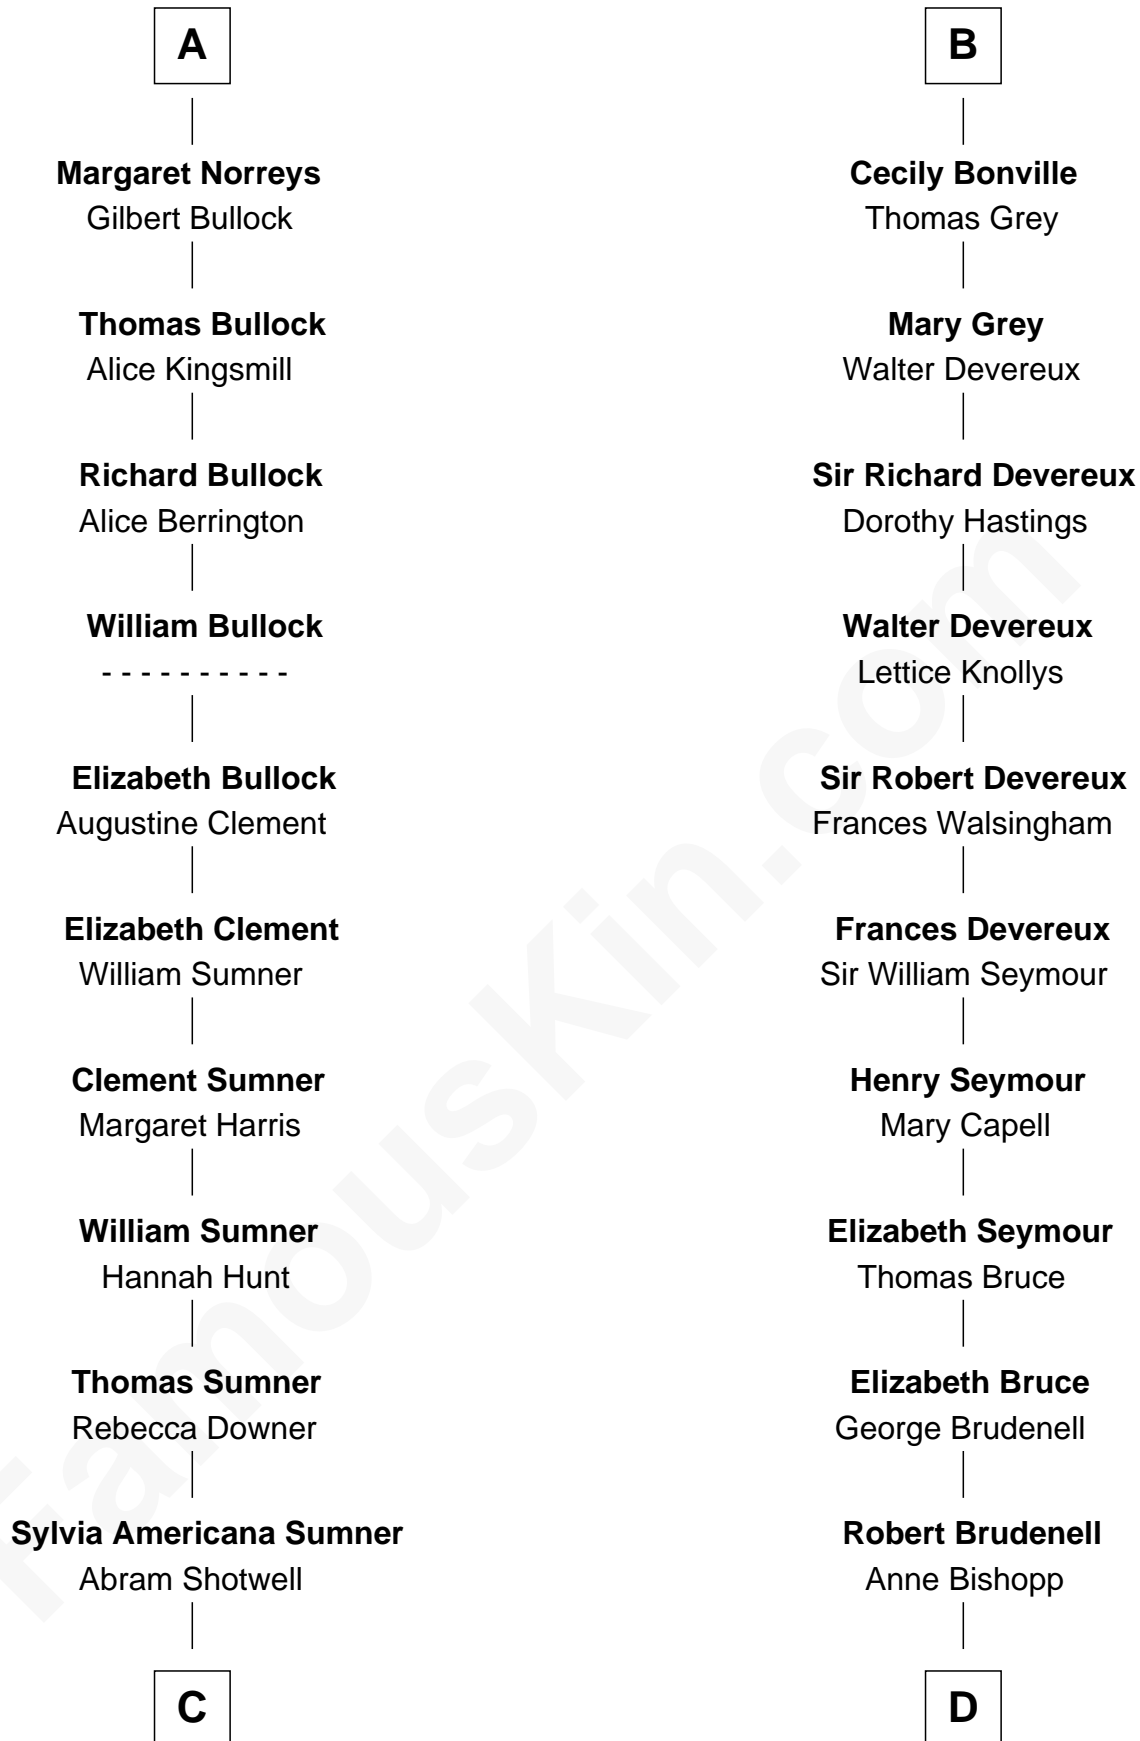 A
Margaret Norreys
Gilbert Bullock
Thomas Bullock
Alice Kingsmill
Richard Bullock
Alice Berrington
William Bullock
- - - - - - - - - -
Elizabeth Bullock
Augustine Clement
Elizabeth Clement
William Sumner
Clement Sumner
Margaret Harris
William Sumner
Hannah Hunt
Thomas Sumner
Rebecca Downer
Sylvia Americana Sumner
Abram Shotwell
C
B
Cecily Bonville
Thomas Grey
Mary Grey
Walter Devereux
Sir Richard Devereux
Dorothy Hastings
Walter Devereux
Lettice Knollys
Sir Robert Devereux
Frances Walsingham
Frances Devereux
Sir William Seymour
Henry Seymour
Mary Capell
Elizabeth Seymour
Thomas Bruce
Elizabeth Bruce
George Brudenell
Robert Brudenell
Anne Bishopp
D
FamousKin.com